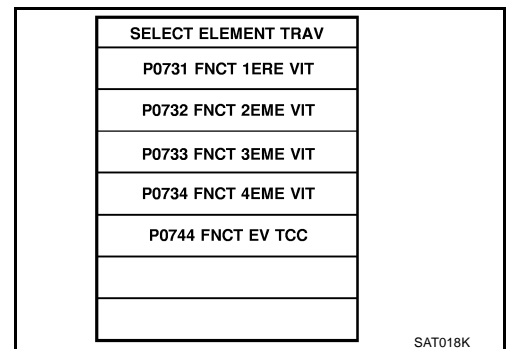 SELECT ELEMENT TRAV
P0731 FNCT 1ERE VIT
P0732 FNCT 2EME VIT
P0733 FNCT 3EME VIT
P0734 FNCT 4EME VIT
P0744 FNCT EV TCC
SAT018K